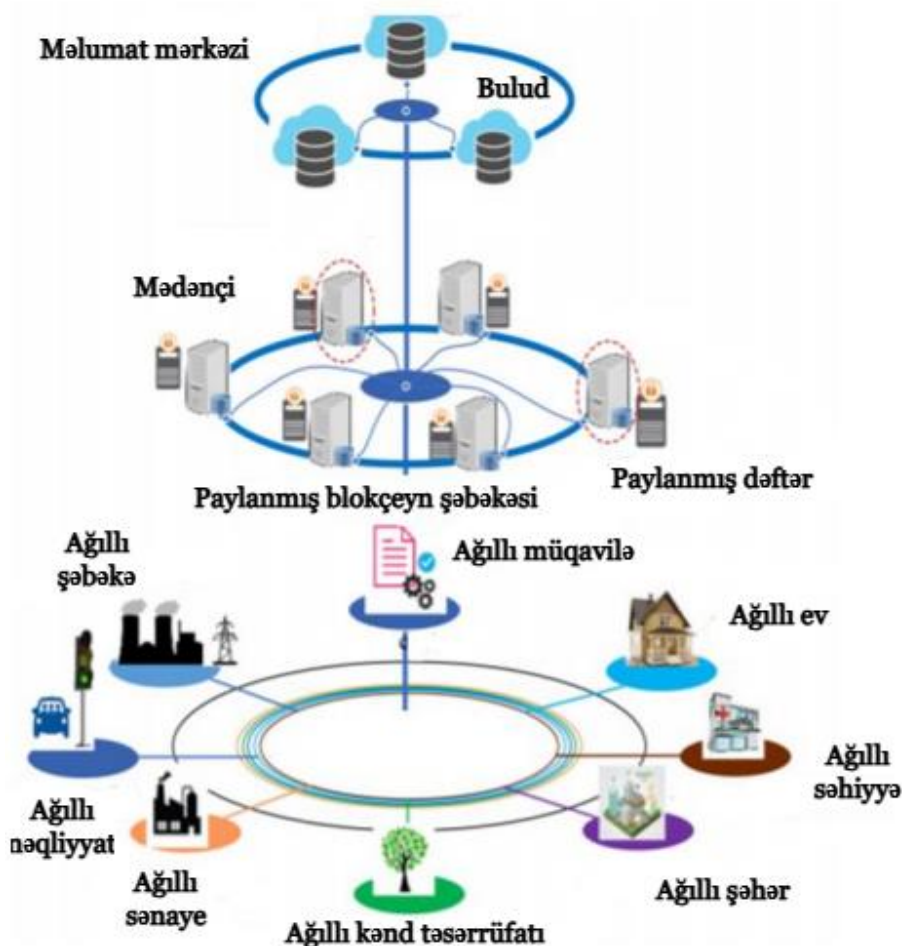 Məlumat mərkəzi
Bulud
Mədənçi
Paylanmış blokçeyn şəbəkəsi
Paylanmış dəftər
Ağıllı
şəbəkə
Ağıllı müqavilə
Ağıllı ev
Ağıllı
səhiyyə
Ağıllı
nəqliyyat
Ağıllı
sənaye
Ağıllı şəhər
Ağıllı kənd təsərrüfatı